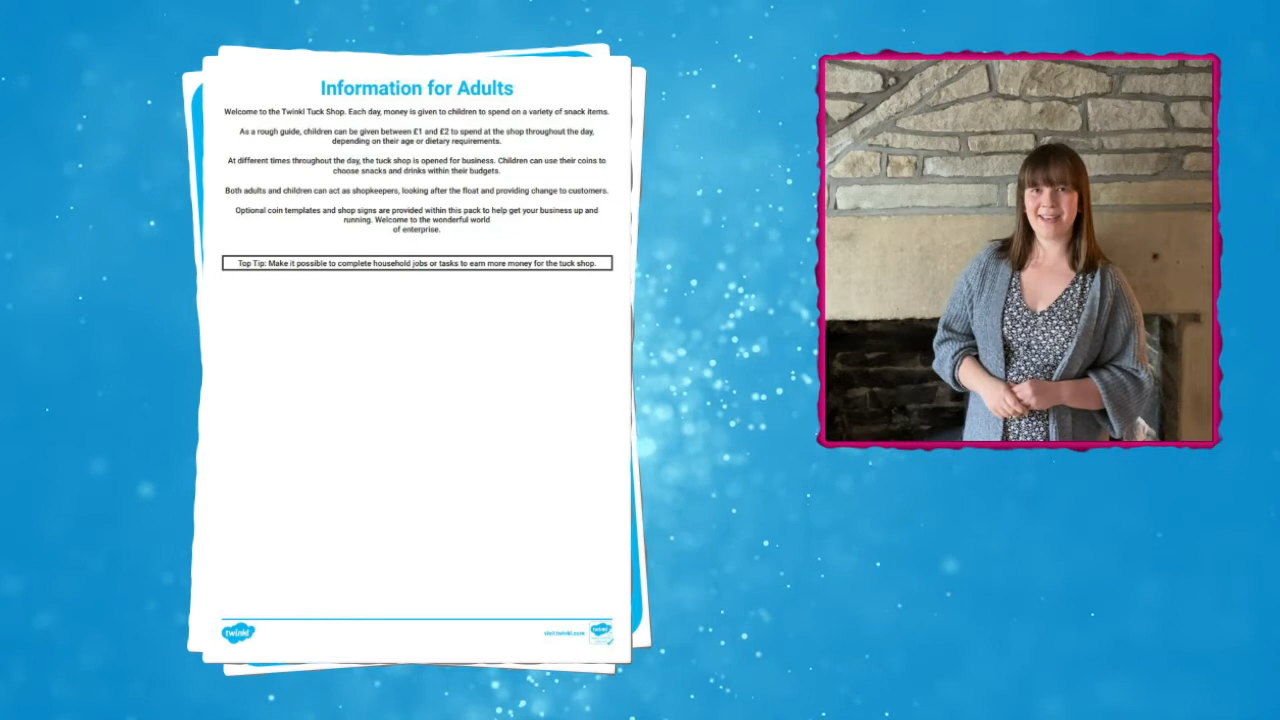 Information for Adults
Welcome to the Twinkl Tuck Shop. Each day, money is given to children to spend on a variety of snack items.
As a rough guide, children can be given between £1 and £2 to spend at the shop throughout the day,
depending on their age or dietary requirements.
At different times throughout the day, the tuck shop is opened for business. Children can use their coins to
choose snacks and drinks within their budgets.
Both adults and children can act as shopkeepers, looking after the float and providing change to customers.
Optional coin templates and shop signs are provided within this pack to help get your business up and
running. Welcome to the wonderful world
of enterprise.
Top Tip: Make it possible to complete household jobs or tasks to earn more money for the tuck shop.
twinkl
visit twinkl.com
twinkl